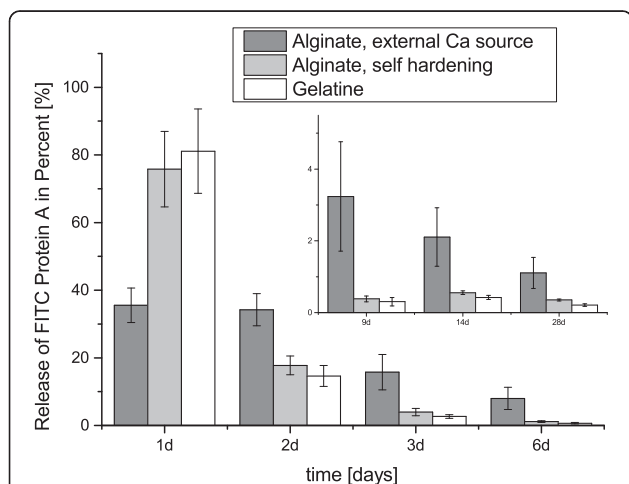 Alginate, external Ca source
Alginate, self hardening
Gelatine
Release of FITC Protein A in Percent [%]
100
80
60
40
20
0
4
2
0
9d 14d 28d
1d 2d 3d 6d
time [days]